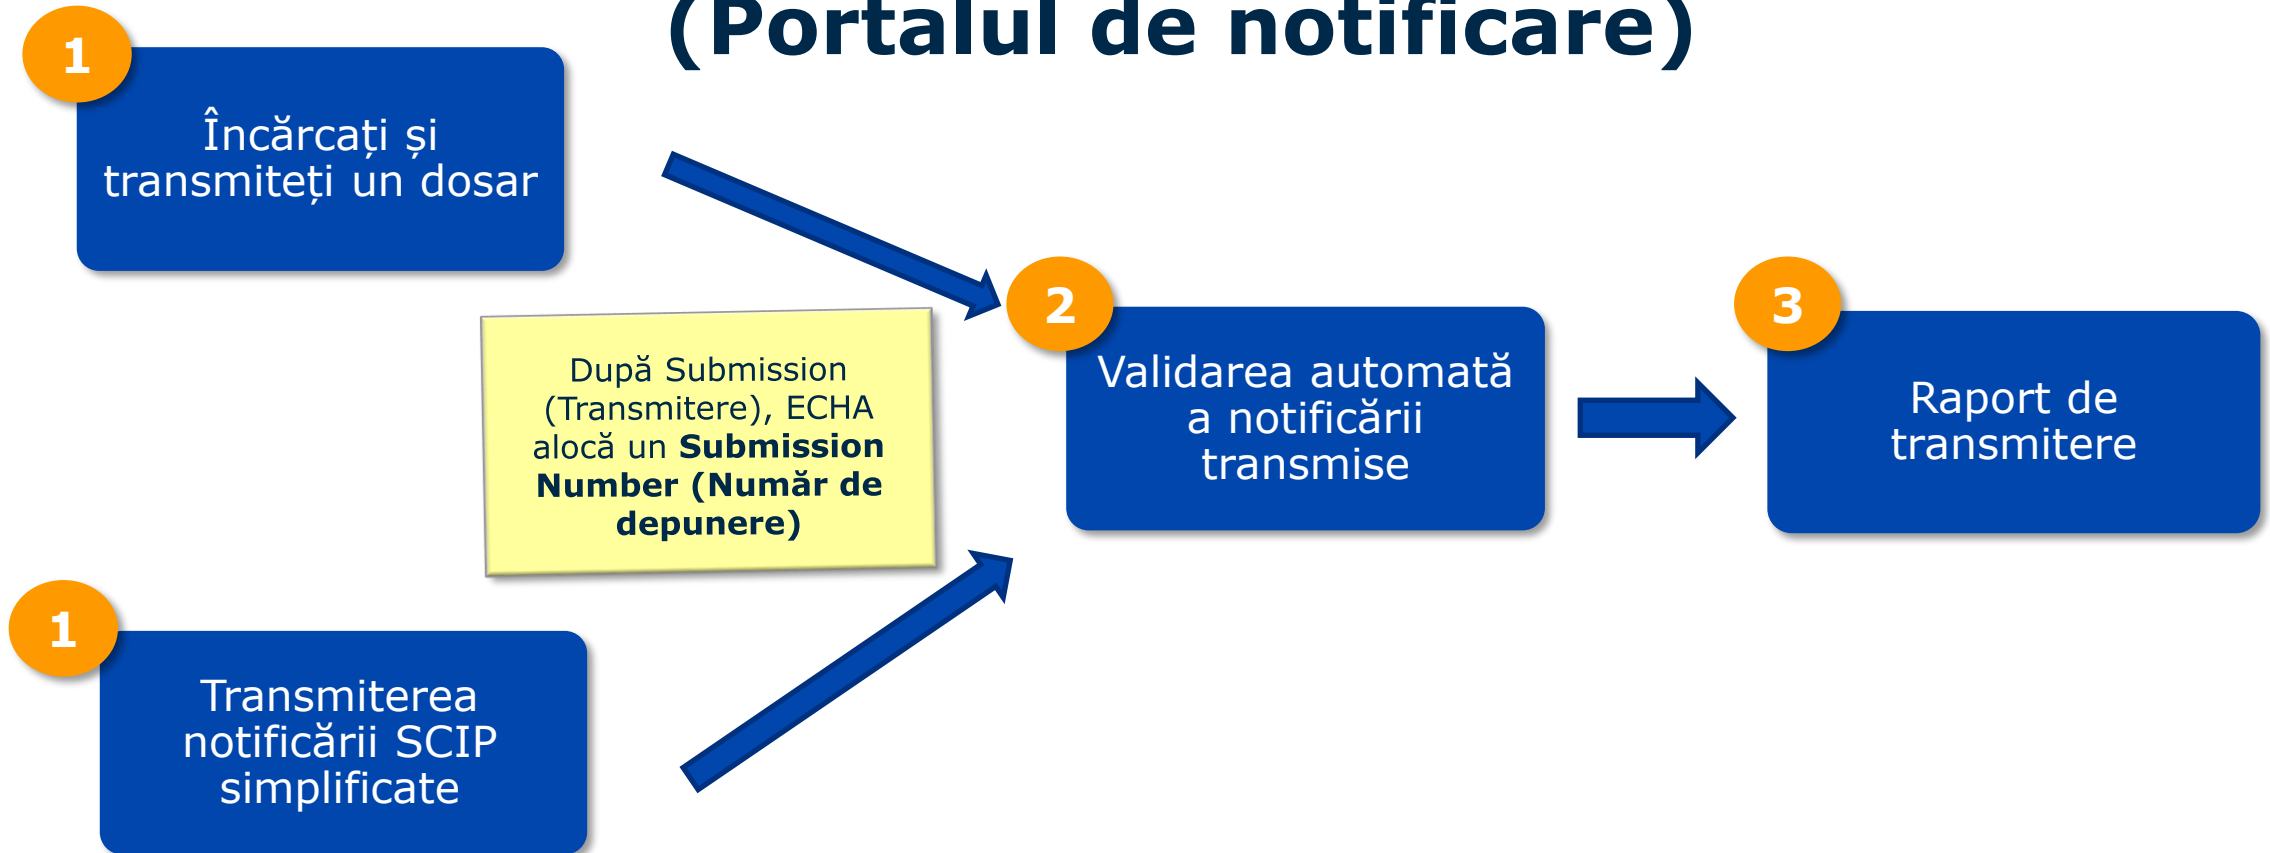 (Portalul de notificare)
1
Încărcați și
transmiteți un dosar
După Submission
(Transmitere), ECHA
alocă un Submission
Number (Număr de
depunere)
2
Validarea automată
a notificării
transmise
3
Raport de
transmitere
1
Transmiterea
notificării SCIP
simplificate